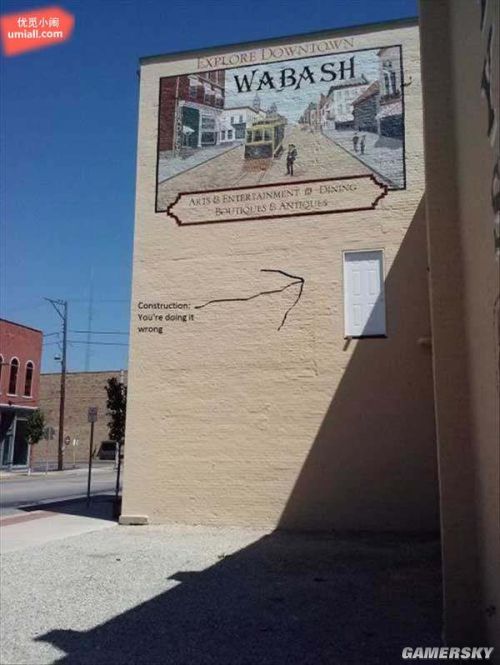 优觅小闹
umiall.com
EXPLORE DOWNTOWN
WABASH
ARTS & ENTERTAINMENT DINING
BOUTIQUES & ANTIQUES
Construction:
You're doing it
wrong
GAMERSKY